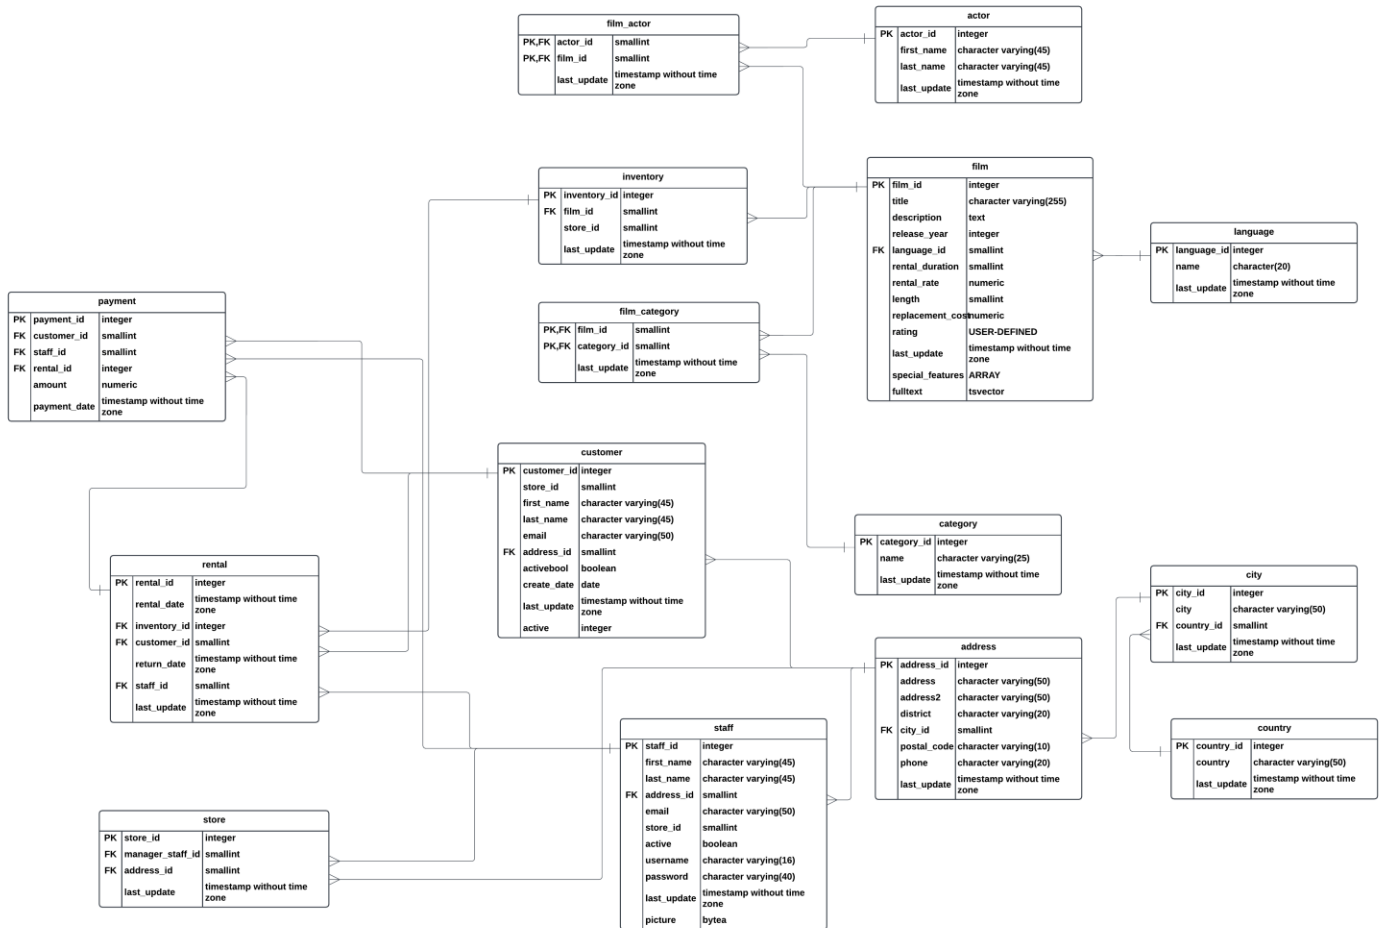 film_actor
PK,FK actor_id smallint
PK,FK film_id smallint
last_update timestamp without time
zone
actor
PK actor_id integer
first_name character varying(45)
last_name character varying(45)
last_update timestamp without time
zone
inventory
PK inventory_id integer
FK film_id smallint
store_id smallint
last_update timestamp without time
zone
film
PK film_id integer
title character varying(255)
description text
release_year integer
FK language_id smallint
rental_duration smallint
rental_rate numeric
length smallint
replacement_cost numeric
rating USER-DEFINED
last_update timestamp without time
zone
special_features ARRAY
fulltext tsvector
language
PK language_id integer
name character(20)
last_update timestamp without time
zone
payment
PK payment_id integer
FK customer_id smallint
FK staff_id smallint
FK rental_id integer
amount numeric
payment_date timestamp without time
zone
film_category
PK,FK film_id smallint
PK,FK category_id smallint
last_update timestamp without time
zone
customer
PK customer_id integer
store_id smallint
first_name character varying(45)
last_name character varying(45)
email character varying(50)
FK address_id smallint
activebool boolean
create_date date
last_update timestamp without time
zone
active integer
category
PK category_id integer
name character varying(25)
last_update timestamp without time
zone
rental
PK rental_id integer
rental_date timestamp without time
zone
FK inventory_id integer
FK customer_id smallint
return_date timestamp without time
zone
FK staff_id smallint
last_update timestamp without time
zone
city
PK city_id integer
city character varying(50)
FK country_id smallint
last_update timestamp without time
zone
address
PK address_id integer
address character varying(50)
address2 character varying(50)
district character varying(20)
FK city_id smallint
postal_code character varying(10)
phone character varying(20)
last_update timestamp without time
zone
staff
PK staff_id integer
first_name character varying(45)
last_name character varying(45)
FK address_id smallint
email character varying(50)
store_id smallint
active boolean
username character varying(16)
password character varying(40)
last_update timestamp without time
zone
picture bytea
country
PK country_id integer
country character varying(50)
last_update timestamp without time
zone
store
PK store_id integer
FK manager_staff_id smallint
FK address_id smallint
last_update timestamp without time
zone